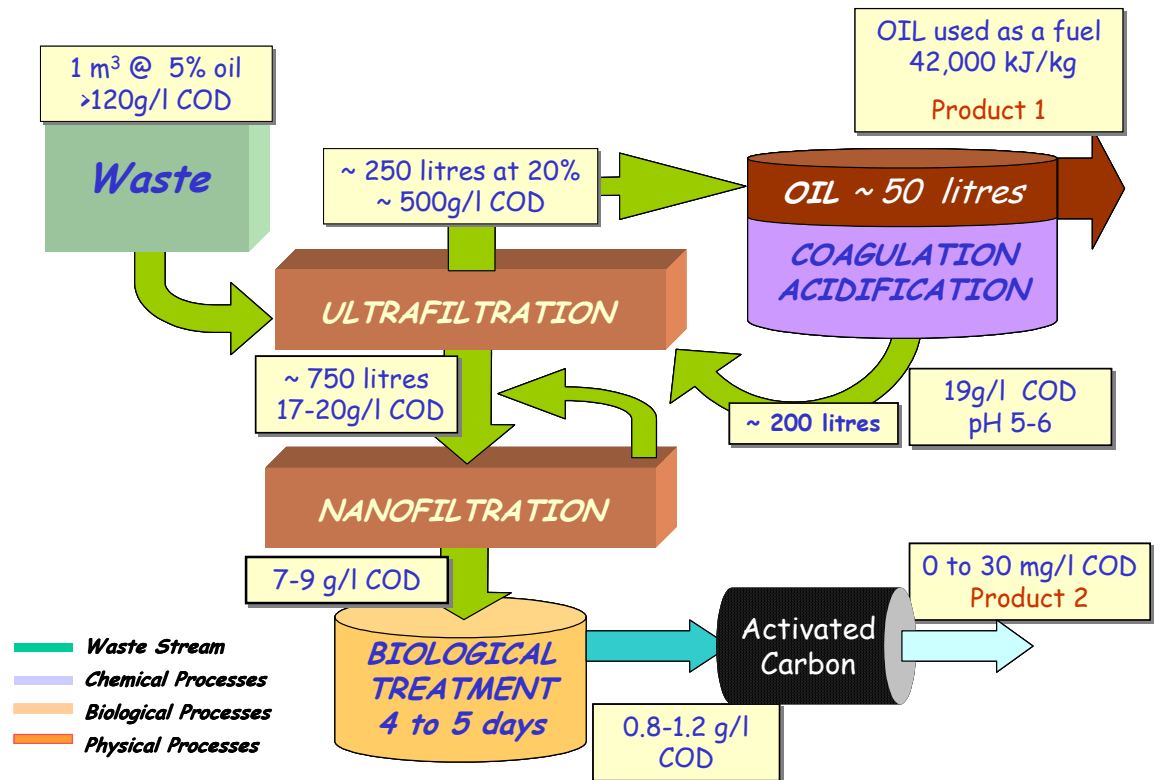 1 m³ @ 5% oil
>120g/l COD
Waste
~ 250 litres at 20%
~ 500g/l COD
OIL used as a fuel
42,000 kJ/kg
Product 1
OIL ~ 50 litres
COAGULATION
ACIDIFICATION
ULTRAFILTRATION
~ 750 litres
17-20g/l COD
~ 200 litres
19g/l COD
pH 5-6
NANOFILTRATION
7-9 g/l COD
BIOLOGICAL
TREATMENT
4 to 5 days
0.8-1.2 g/l
COD
Activated
Carbon
0 to 30 mg/l COD
Product 2
Waste Stream
Chemical Processes
Biological Processes
Physical Processes